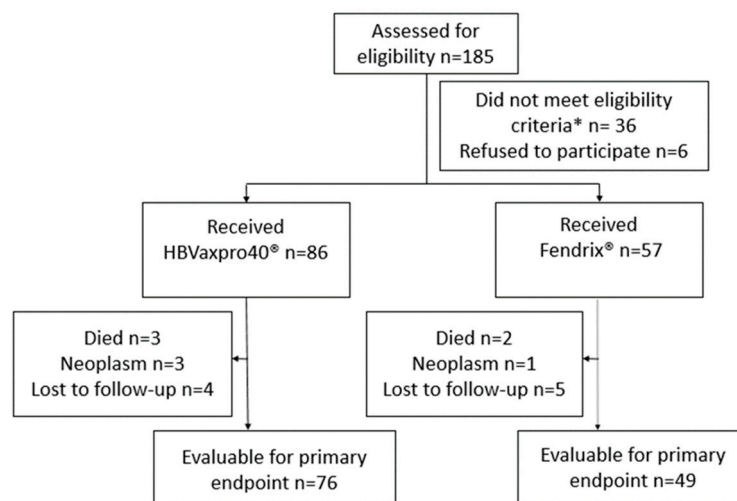 Assessed for
eligibility n=185
Did not meet eligibility
criteria* n= 36
Refused to participate n=6
Received
HBVaxpro40® n=86
Received
Fendrix® n=57
Died n=3
Neoplasm n=3
Lost to follow-up n=4
Died n=2
Neoplasm n=1
Lost to follow-up n=5
Evaluable for primary
endpoint n=76
Evaluable for primary
endpoint n=49